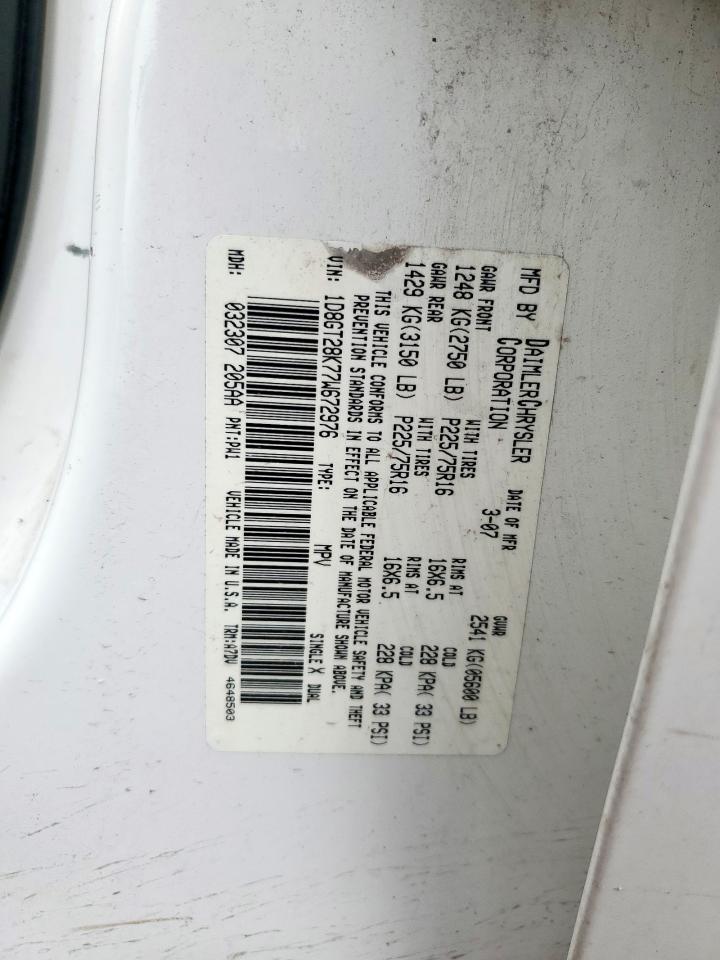 MFD BY DAIMLERCHRYSLER CORPORATION DATE OF MFR 3-07 GVWR 2541 KG(05600 LB)
GAWR FRONT WITH TIRES RIMS AT COLD
1248 KG(2750 LB) P225/75R16 16X6.5 228 KPA( 33 PSI)
GAWR REAR WITH TIRES RIMS AT COLD
1429 KG(3150 LB) P225/75R16 16X6.5 228 KPA( 33 PSI)
THIS VEHICLE CONFORMS TO ALL APPLICABLE FEDERAL MOTOR VEHICLE SAFETY AND THEFT
PREVENTION STANDARDS IN EFFECT ON THE DATE OF MANUFACTURE SHOWN ABOVE.
VIN: 1D8GT28K77W672976 TYPE: MPV SINGLE X DUAL
MDH: 032307 205AA PNT:PW1 VEHICLE MADE IN U.S.A. TRM:A7DV 4648503